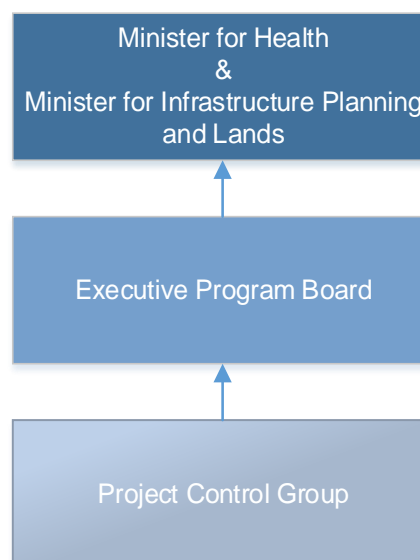 Minister for Health
&
Minister for Infrastructure Planning
and Lands
Executive Program Board
Project Control Group